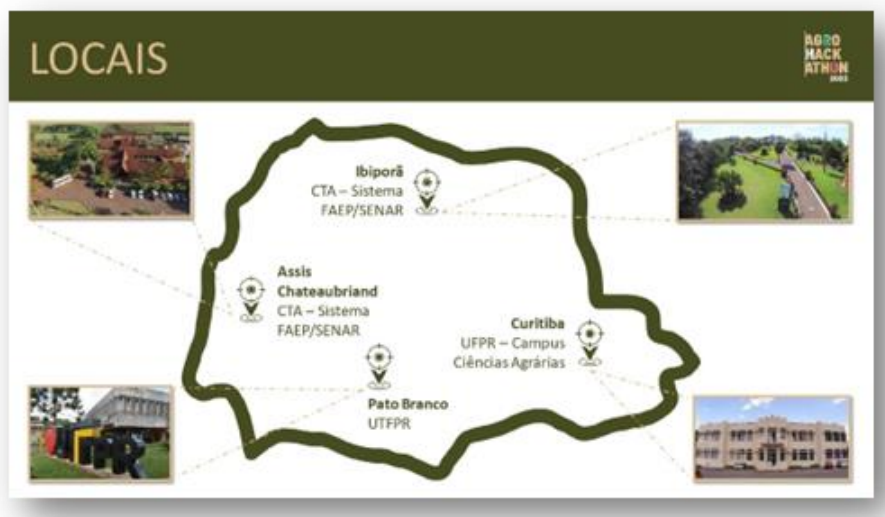 LOCAIS
AGRO
HACK
ATHON
Ibiporã
CTA – Sistema
FAEP/SENAR
Assis
Chateaubriand
CTA – Sistema
FAEP/SENAR
Curitiba
UFPR – Campus
Ciências Agrárias
Pato Branco
UTFPR